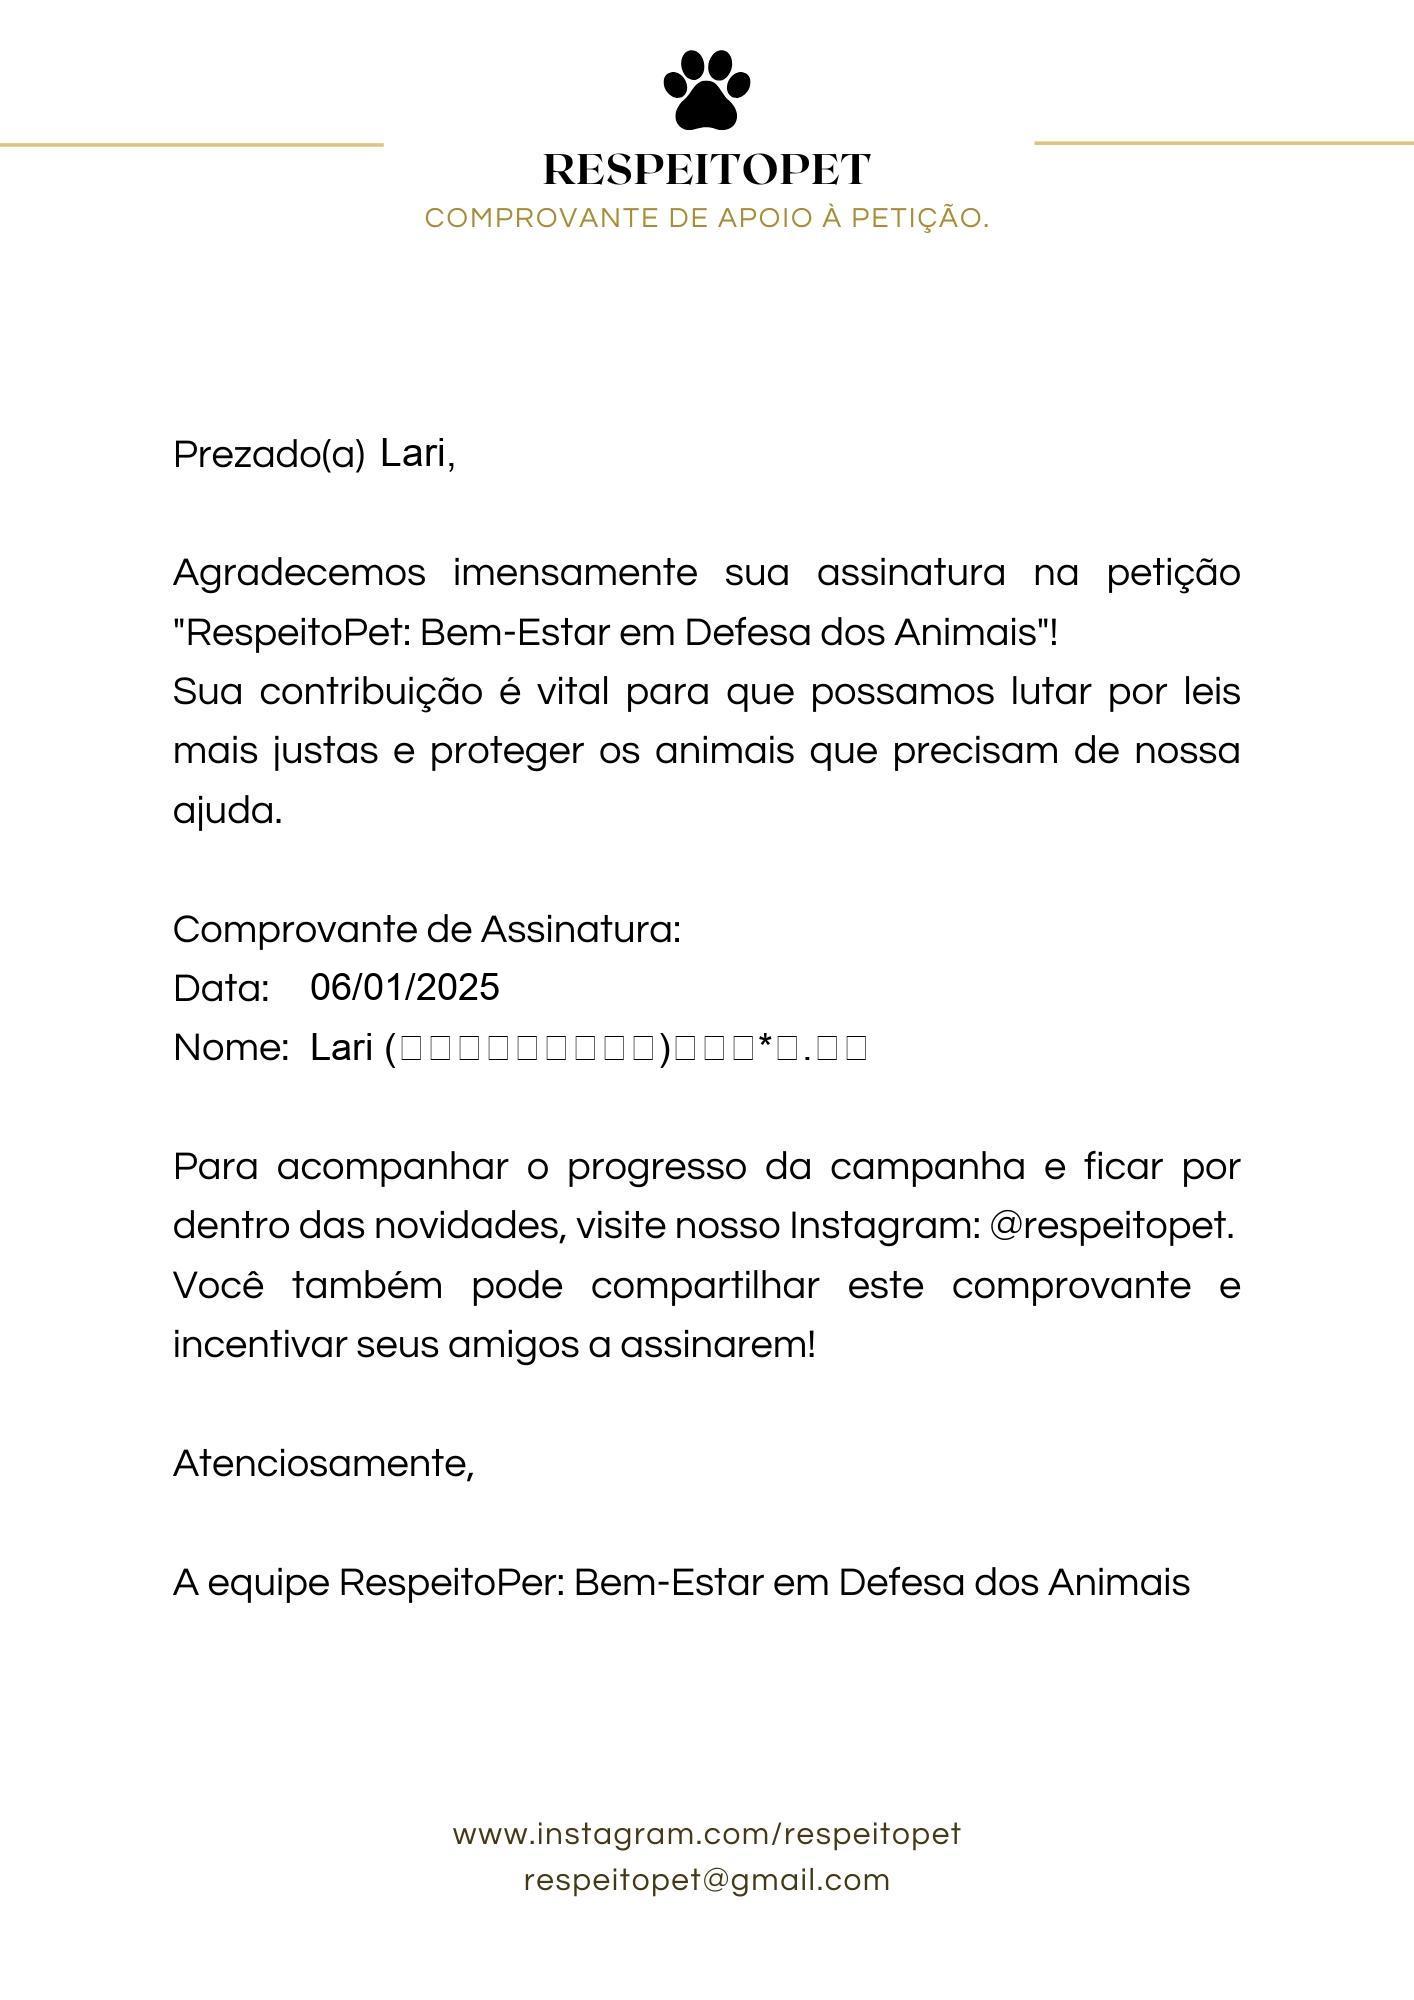 RESPEITOPET
COMPROVANTE DE APOIO À PETIÇÃO.
Prezado(a) Lari,
Agradecemos imensamente sua assinatura na petição
"RespeitoPet: Bem-Estar em Defesa dos Animais"!
Sua contribuição é vital para que possamos lutar por leis
mais justas e proteger os animais que precisam de nossa
ajuda.
Comprovante de Assinatura:
Data: 06/01/2025
Nome: Lari (□□□□□□□□□)□□□*□.□□
Para acompanhar o progresso da campanha e ficar por
dentro das novidades, visite nosso Instagram: @respeitopet.
Você também pode compartilhar este comprovante e
incentivar seus amigos a assinarem!
Atenciosamente,
A equipe RespeitoPer: Bem-Estar em Defesa dos Animais
www.instagram.com/respeitopet
respeitopet@gmail.com